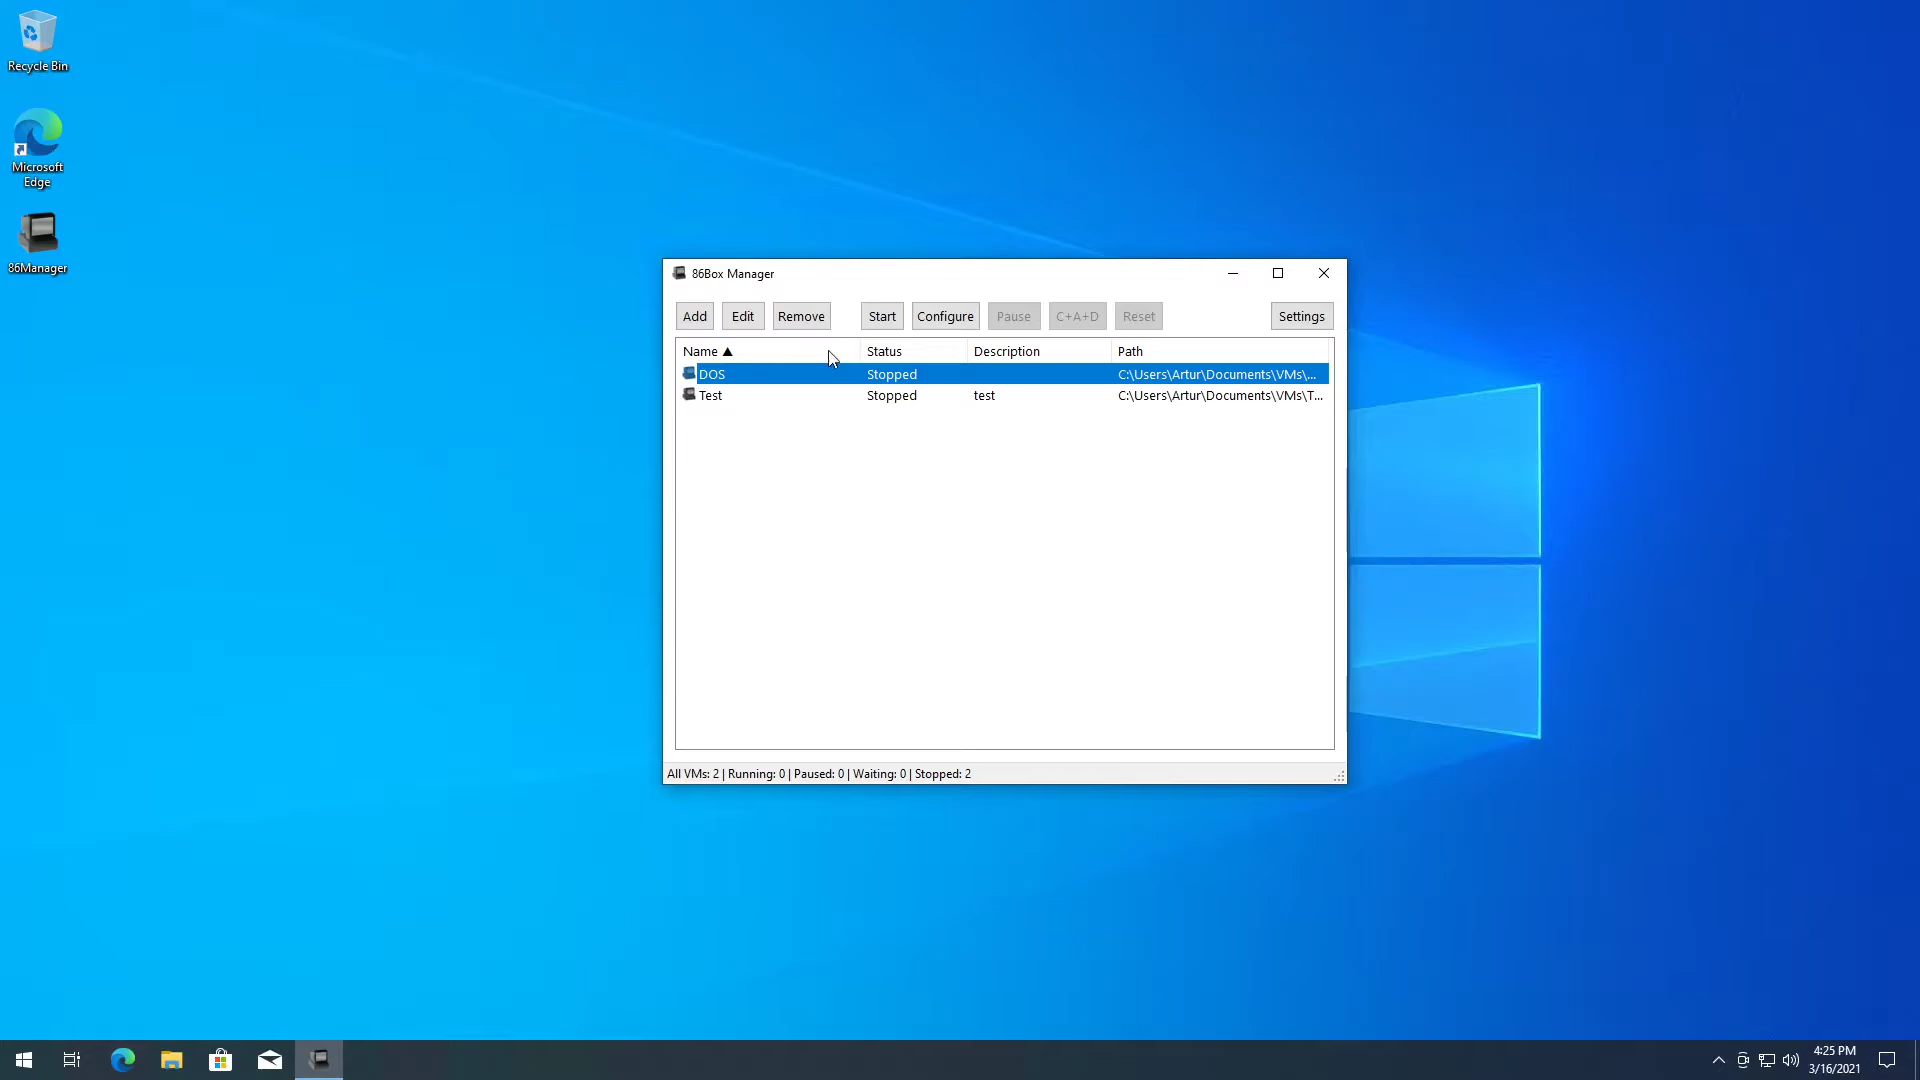 Recycle Bin
Microsoft
Edge
86Manager
86Box Manager
Add Edit Remove Start Configure Pause C+A+D Reset Settings
Name ▲ Status Description Path
DOS Stopped C:\Users\Artur\Documents\VMs\...
Test Stopped test C:\Users\Artur\Documents\VMs\T...
All VMs: 2 | Running: 0 | Paused: 0 | Waiting: 0 | Stopped: 2
4:25 PM
3/16/2021